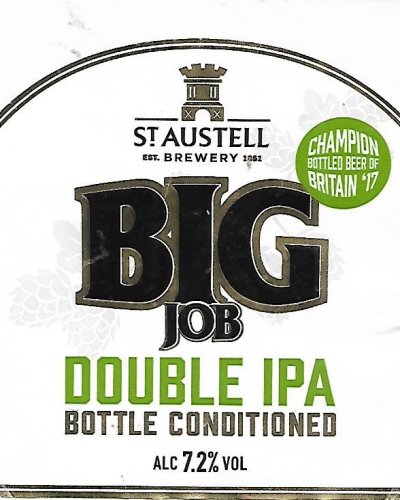 ST AUSTELL
EST. BREWERY 1851
CHAMPION
BOTTLED BEER OF
BRITAIN '17
BIG
JOB
DOUBLE IPA
BOTTLE CONDITIONED
ALC 7.2% VOL